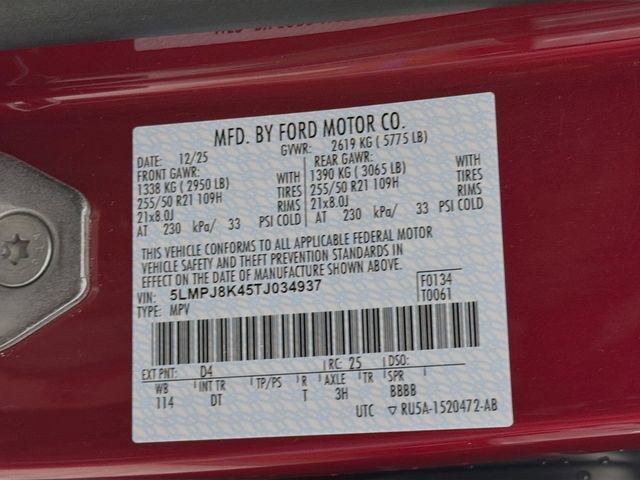 MFD. BY FORD MOTOR CO.
DATE: 12/25 GVWR: 2619 KG ( 5775 LB)
FRONT GAWR: REAR GAWR:
1338 KG ( 2950 LB) WITH 1390 KG ( 3065 LB) WITH
255/50 R21 109H TIRES 255/50 R21 109H TIRES
21x8.0J RIMS 21x8.0J RIMS
AT 230 kPa/ 33 PSI COLD AT 230 kPa/ 33 PSI COLD
THIS VEHICLE CONFORMS TO ALL APPLICABLE FEDERAL MOTOR
VEHICLE SAFETY AND THEFT PREVENTION STANDARDS IN
EFFECT ON THE DATE OF MANUFACTURE SHOWN ABOVE.
VIN: 5LMPJ8K45TJ034937 F0134
TYPE: MPV T0061
EXT PNT: D4 RC: 25 DSO:
WB INT TR TP/PS R AXLE TR SPR
114 DT T 3H BBBB
UTC ▽ RU5A-1520472-AB